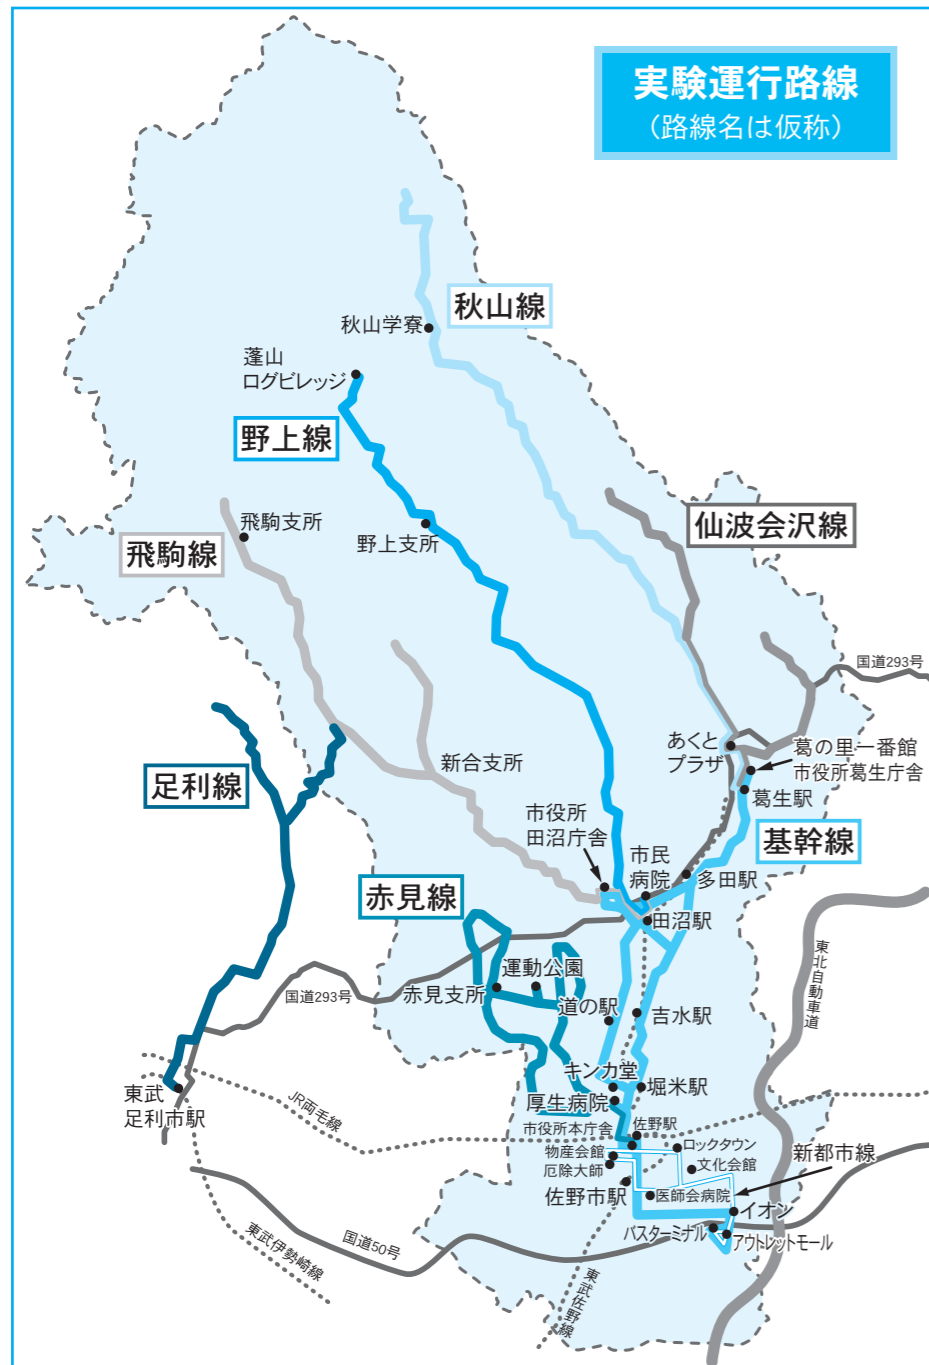 実験運行路線
（路線名は仮称）
秋山線
秋山学寮
蓬山
ログビレッジ
野上線
飛駒支所
野上支所
飛駒線
仙波会沢線
国道293号
あくと
プラザ
葛の里一番館
市役所葛生庁舎
葛生駅
新合支所
足利線
市役所
田沼庁舎
市民
病院
基幹線
多田駅
田沼駅
赤見線
運動公園
赤見支所
道の駅
吉水駅
東北自動車道
国道293号
キンカ堂
堀米駅
厚生病院
東武
足利市駅
JR両毛線
市役所本庁舎
佐野駅
物産会館
ロックタウン
新都市線
厄除大師
文化会館
佐野市駅
医師会病院
イオン
バスターミナル
アウトレットモール
国道50号
東武伊勢崎線
東武佐野線